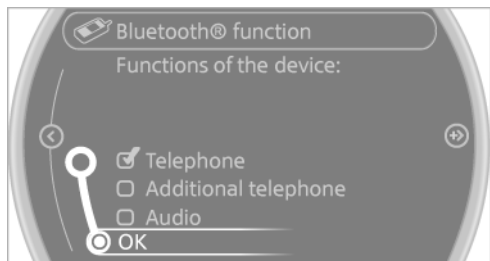 Bluetooth® function
Functions of the device:
Telephone
Additional telephone
Audio
OK